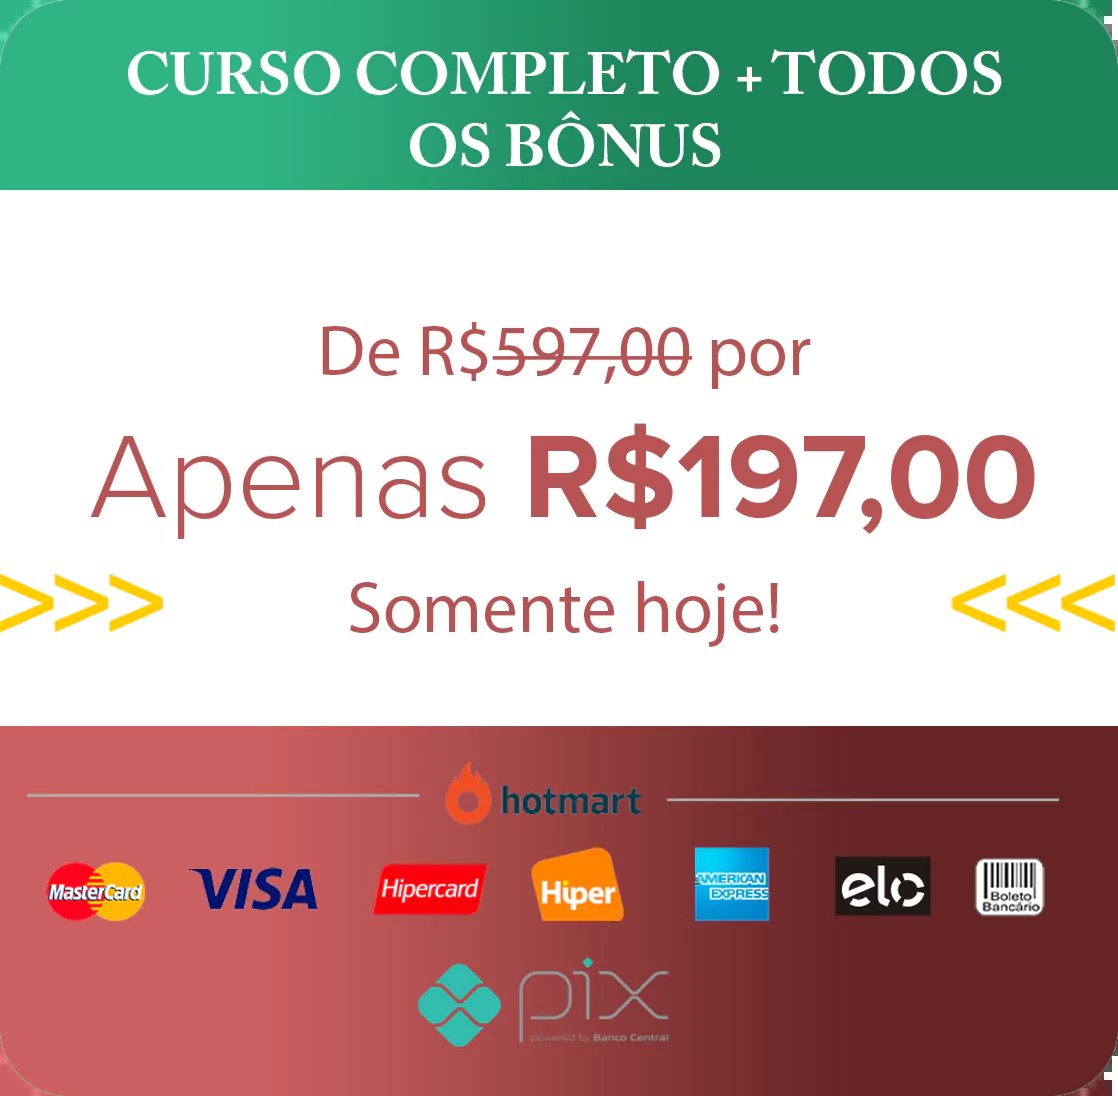 CURSO COMPLETO + TODOS
OS BÔNUS
De R$597,00 por
Apenas R$197,00
>>> Somente hoje! <<<
hotmart
MasterCard VISA Hipercard Hiper AMERICAN EXPRESS elo Boleto Bancário
pix
powered by Banco Central